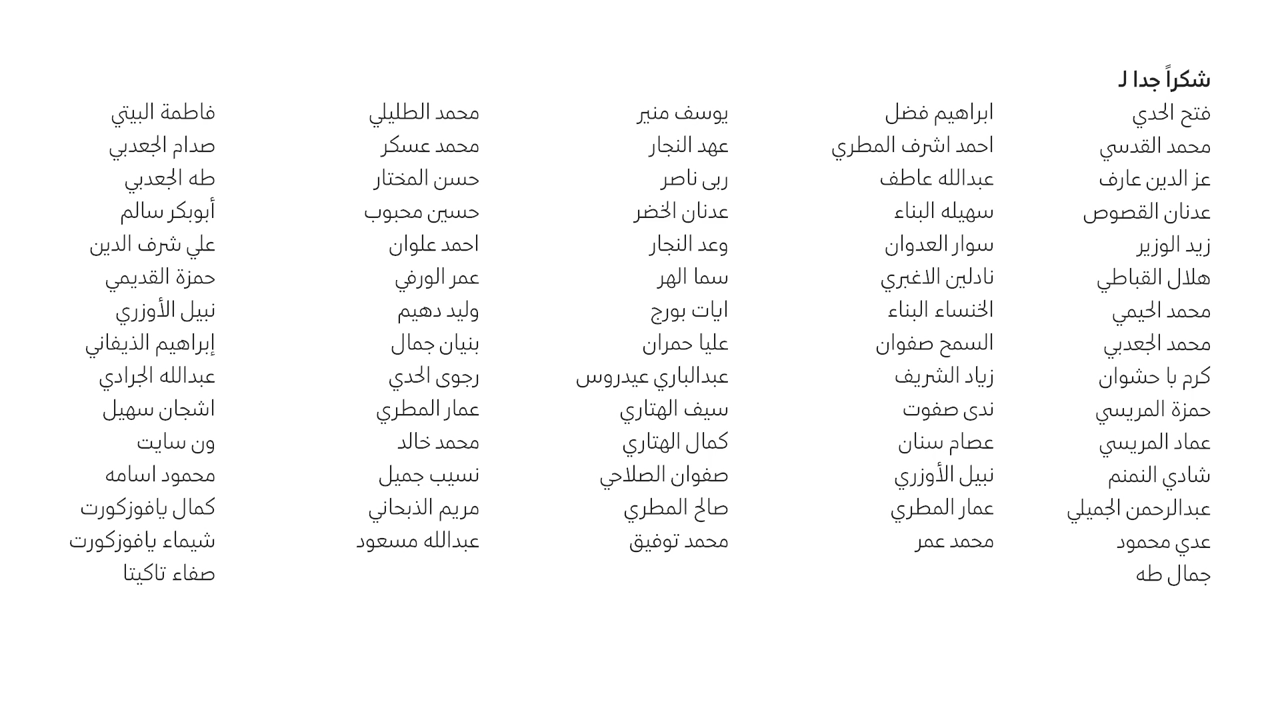 شكراً جدا لـ
فتح الحدي
محمد القدسي
عز الدين عارف
عدنان القصوص
زيد الوزير
هلال القباطي
محمد الحيمي
محمد الجعدبي
كرم با حشوان
حمزة المريسي
عماد المريسي
شادي النمنم
عبدالرحمن الجميلي
عدي محمود
جمال طه
ابراهيم فضل
احمد اشرف المطري
عبدالله عاطف
سهيله البناء
سوار العدوان
نادلين الاغبري
الخنساء البناء
السمح صفوان
زياد الشريف
ندى صفوت
عصام سنان
نبيل الأوزري
عمار المطري
محمد عمر
يوسف منير
عهد النجار
ربى ناصر
عدنان الخضر
وعد النجار
سما الهر
ايات بورج
عليا حمران
عبدالباري عيدروس
سيف الهتاري
كمال الهتاري
صفوان الصلاحي
صالح المطري
محمد توفيق
محمد الطليلي
محمد عسكر
حسن المختار
حسين محبوب
احمد علوان
عمر الورفي
وليد دهيم
بنيان جمال
رجوى الحدي
عمار المطري
محمد خالد
نسيب جميل
مريم الذبحاني
عبدالله مسعود
فاطمة البيتي
صدام الجعدبي
طه الجعدبي
أبوبكر سالم
علي شرف الدين
حمزة القديمي
نبيل الأوزري
إبراهيم الذيفاني
عبدالله الجرادي
اشجان سهيل
ون سايت
محمود اسامه
كمال يافوزكورت
شيماء يافوزكورت
صفاء تاكيتا